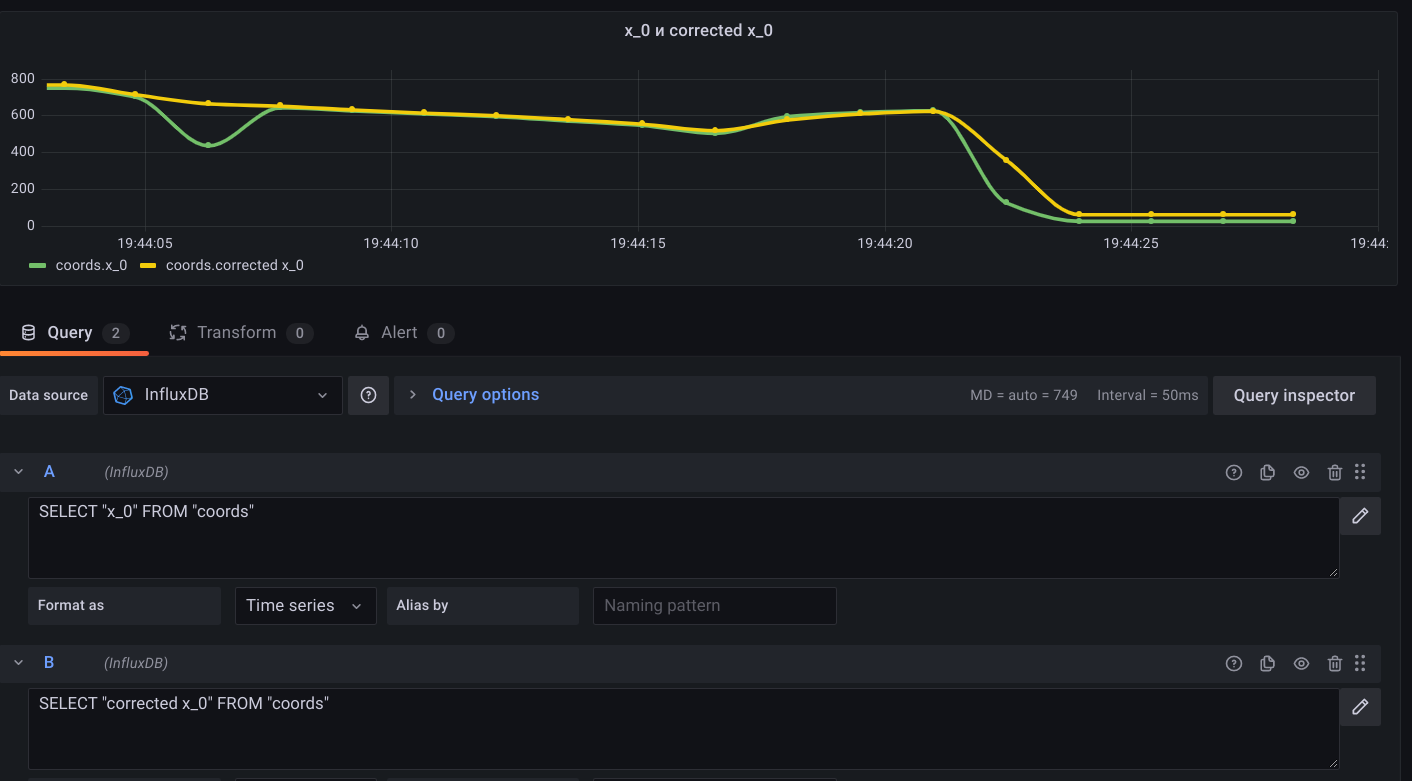 x_0 и corrected x_0
800
600
400
200
0
19:44:05 19:44:10 19:44:15 19:44:20 19:44:25 19:44:
coords.x_0 coords.corrected x_0
Query 2 Transform 0 Alert 0
Data source InfluxDB Query options MD = auto = 749 Interval = 50ms Query inspector
A (InfluxDB)
SELECT "x_0" FROM "coords"
Format as Time series Alias by Naming pattern
B (InfluxDB)
SELECT "corrected x_0" FROM "coords"